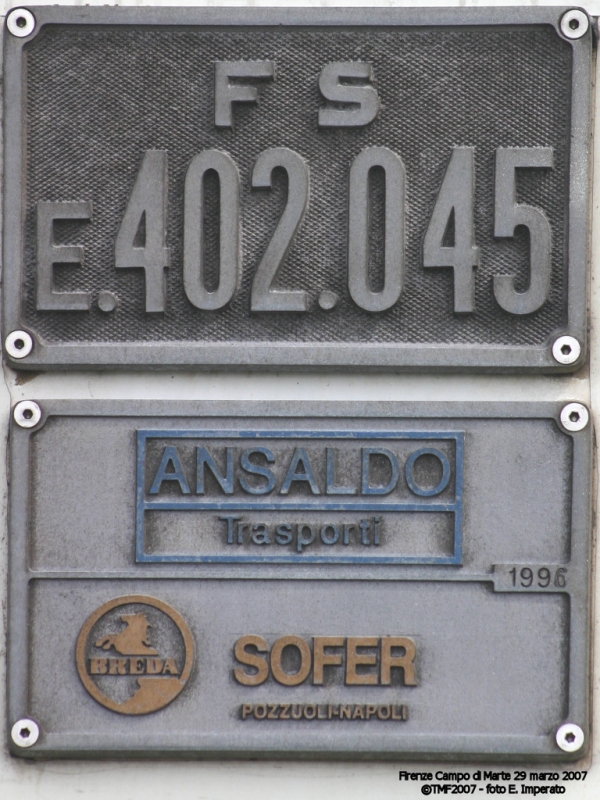 FS
E.402.045
ANSALDO
Trasporti
1996
BREDA
SOFER
POZZUOLI-NAPOLI
Firenze Campo di Marte 29 marzo 2007
©TMF2007 - foto E. Imperato